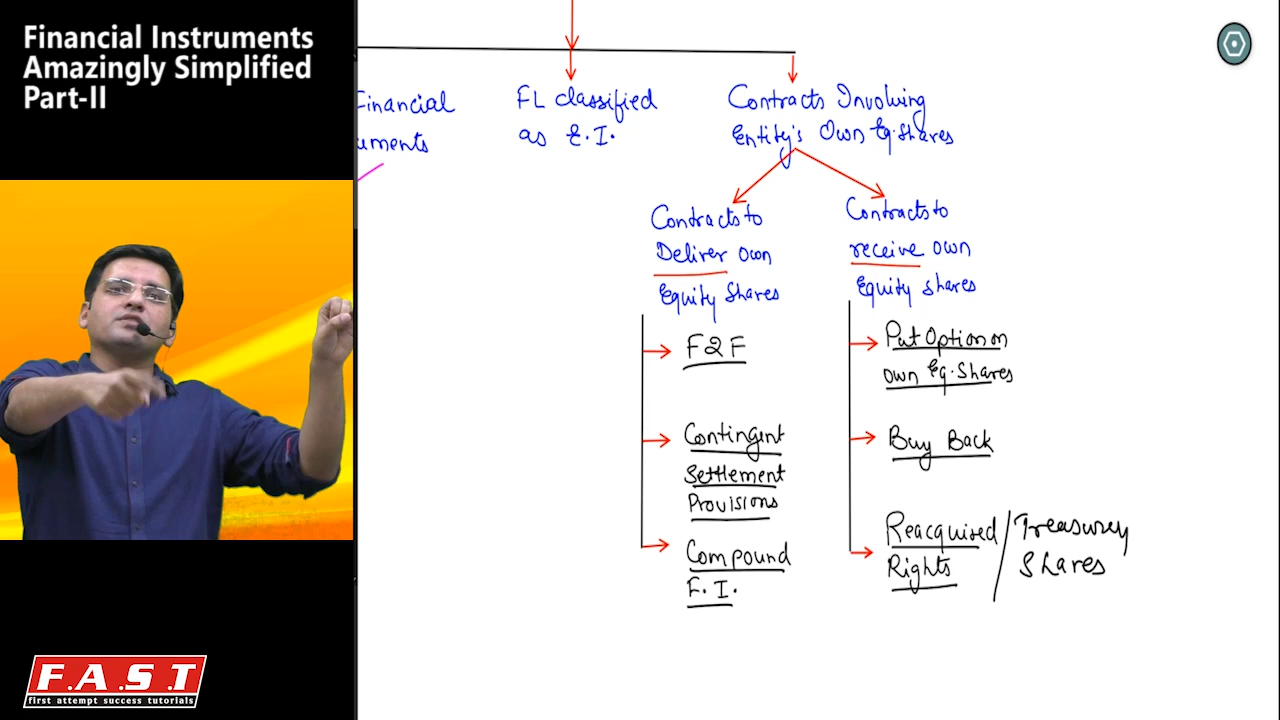 Financial Instruments
Amazingly Simplified
Part-II
Financial
uments
FL classified
as E.I.
Contracts Involving
Entity's Own Eq. Shares
Contracts to
Deliver Own
Equity Shares
F2F
Contingent
Settlement
Provisions
Compound
F.I.
Contracts to
receive Own
Equity shares
Put Option on
own Eq. Shares
Buy Back
Reacquired / Treasury
Rights Shares
F.A.S.T
first attempt success tutorials